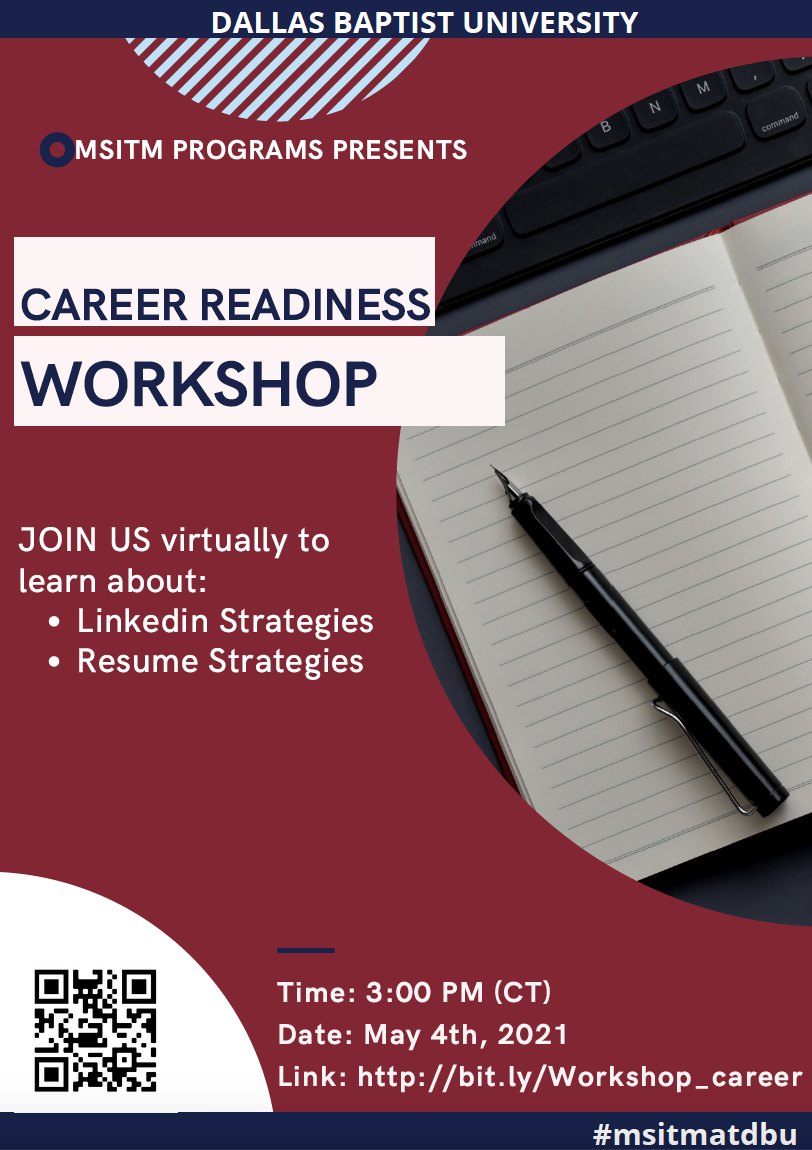 DALLAS BAPTIST UNIVERSITY
MSITM PROGRAMS PRESENTS
B N M ,
command
CAREER READINESS
WORKSHOP
JOIN US virtually to
learn about:
• Linkedin Strategies
• Resume Strategies
Time: 3:00 PM (CT)
Date: May 4th, 2021
Link: http://bit.ly/Workshop_career
#msitmatdbu